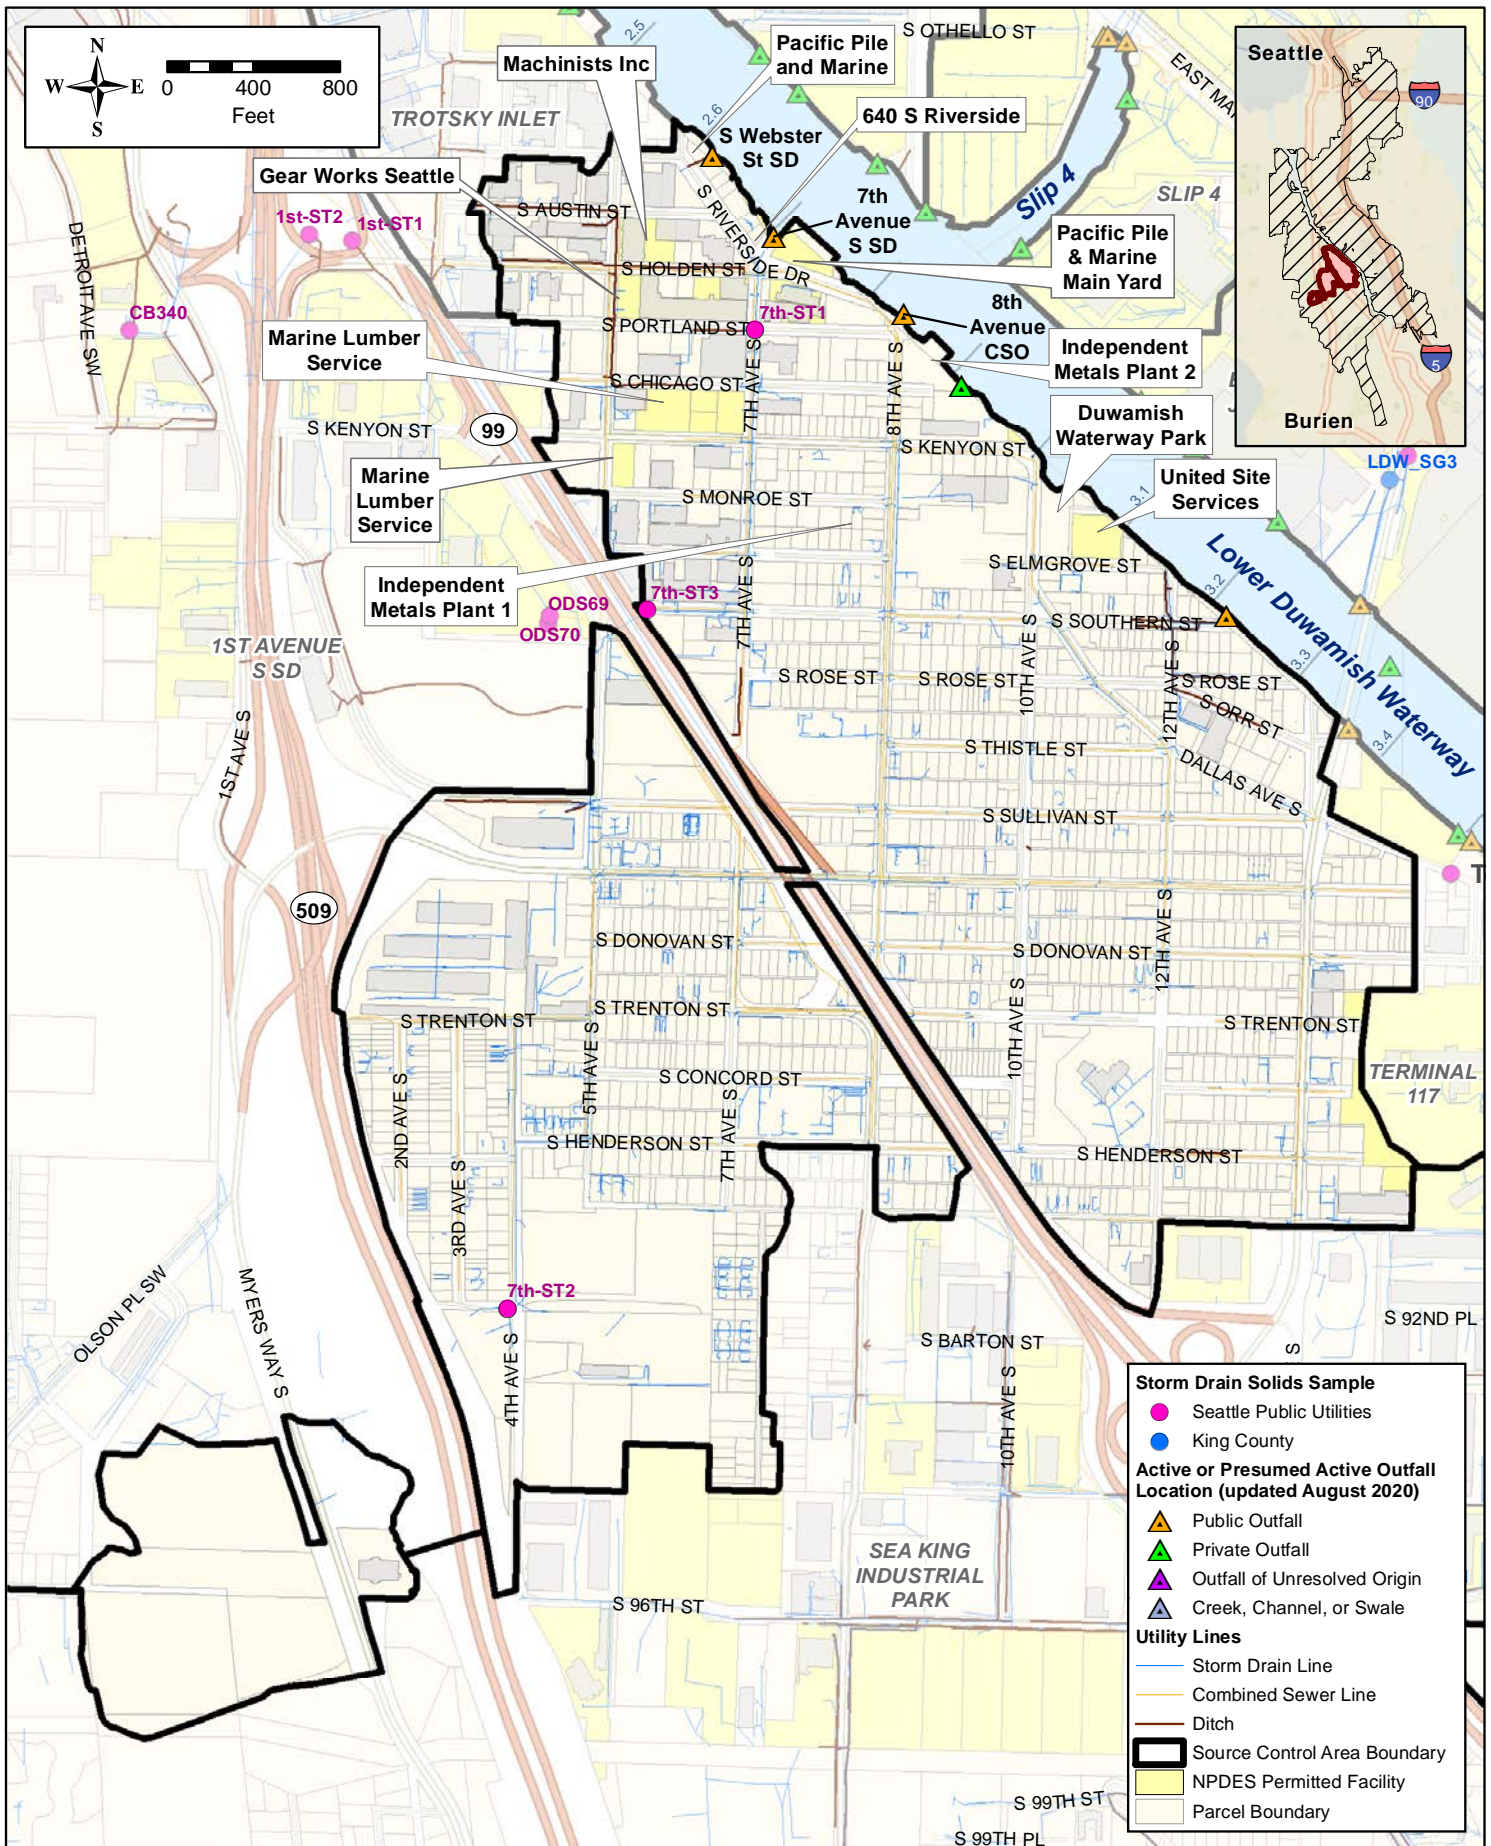 N
W
E
S
0
400
800
Feet
TROTSKY INLET
Machinists Inc
Pacific Pile
and Marine
S OTHELLO ST
2.5
2.6
S Webster
St SD
640 S Riverside
7th
Avenue
S SD
Slip 4
SLIP 4
Seattle
90
5
Burien
Gear Works Seattle
1st-ST2
1st-ST1
S AUSTIN ST
S RIVERSIDE DR
S HOLDEN ST
Pacific Pile
& Marine
Main Yard
DETROIT AVE SW
CB340
S PORTLAND ST
7th-ST1
8th
Avenue
CSO
Marine Lumber
Service
Independent
Metals Plant 2
S CHICAGO ST
7TH AVE S
8TH AVE S
Duwamish
Waterway Park
S KENYON ST
99
S KENYON ST
LDW_SG3
Marine
Lumber
Service
S MONROE ST
3.1
United Site
Services
S ELMGROVE ST
Independent
Metals Plant 1
7TH AVE S
3.2
Lower Duwamish Waterway
ODS69
ODS70
7th-ST3
S SOUTHERN ST
1ST AVENUE
S SD
3.3
S ROSE ST
S ROSE ST
S ROSE ST
10TH AVE S
12TH AVE S
S ORR ST
1ST AVE S
3.4
S THISTLE ST
DALLAS AVE S
S SULLIVAN ST
509
S DONOVAN ST
S DONOVAN ST
12TH AVE S
S TRENTON ST
S TRENTON ST
S TRENTON ST
5TH AVE S
10TH AVE S
S CONCORD ST
TERMINAL
117
2ND AVE S
7TH AVE S
S HENDERSON ST
S HENDERSON ST
3RD AVE S
7th-ST2
OLSON PL SW
MYERS WAY S
4TH AVE S
S BARTON ST
S 92ND PL
10TH AVE S
SEA KING
INDUSTRIAL
PARK
S 96TH ST
S 99TH ST
S 99TH PL
Storm Drain Solids Sample
Seattle Public Utilities
King County
Active or Presumed Active Outfall
Location (updated August 2020)
Public Outfall
Private Outfall
Outfall of Unresolved Origin
Creek, Channel, or Swale
Utility Lines
Storm Drain Line
Combined Sewer Line
Ditch
Source Control Area Boundary
NPDES Permitted Facility
Parcel Boundary